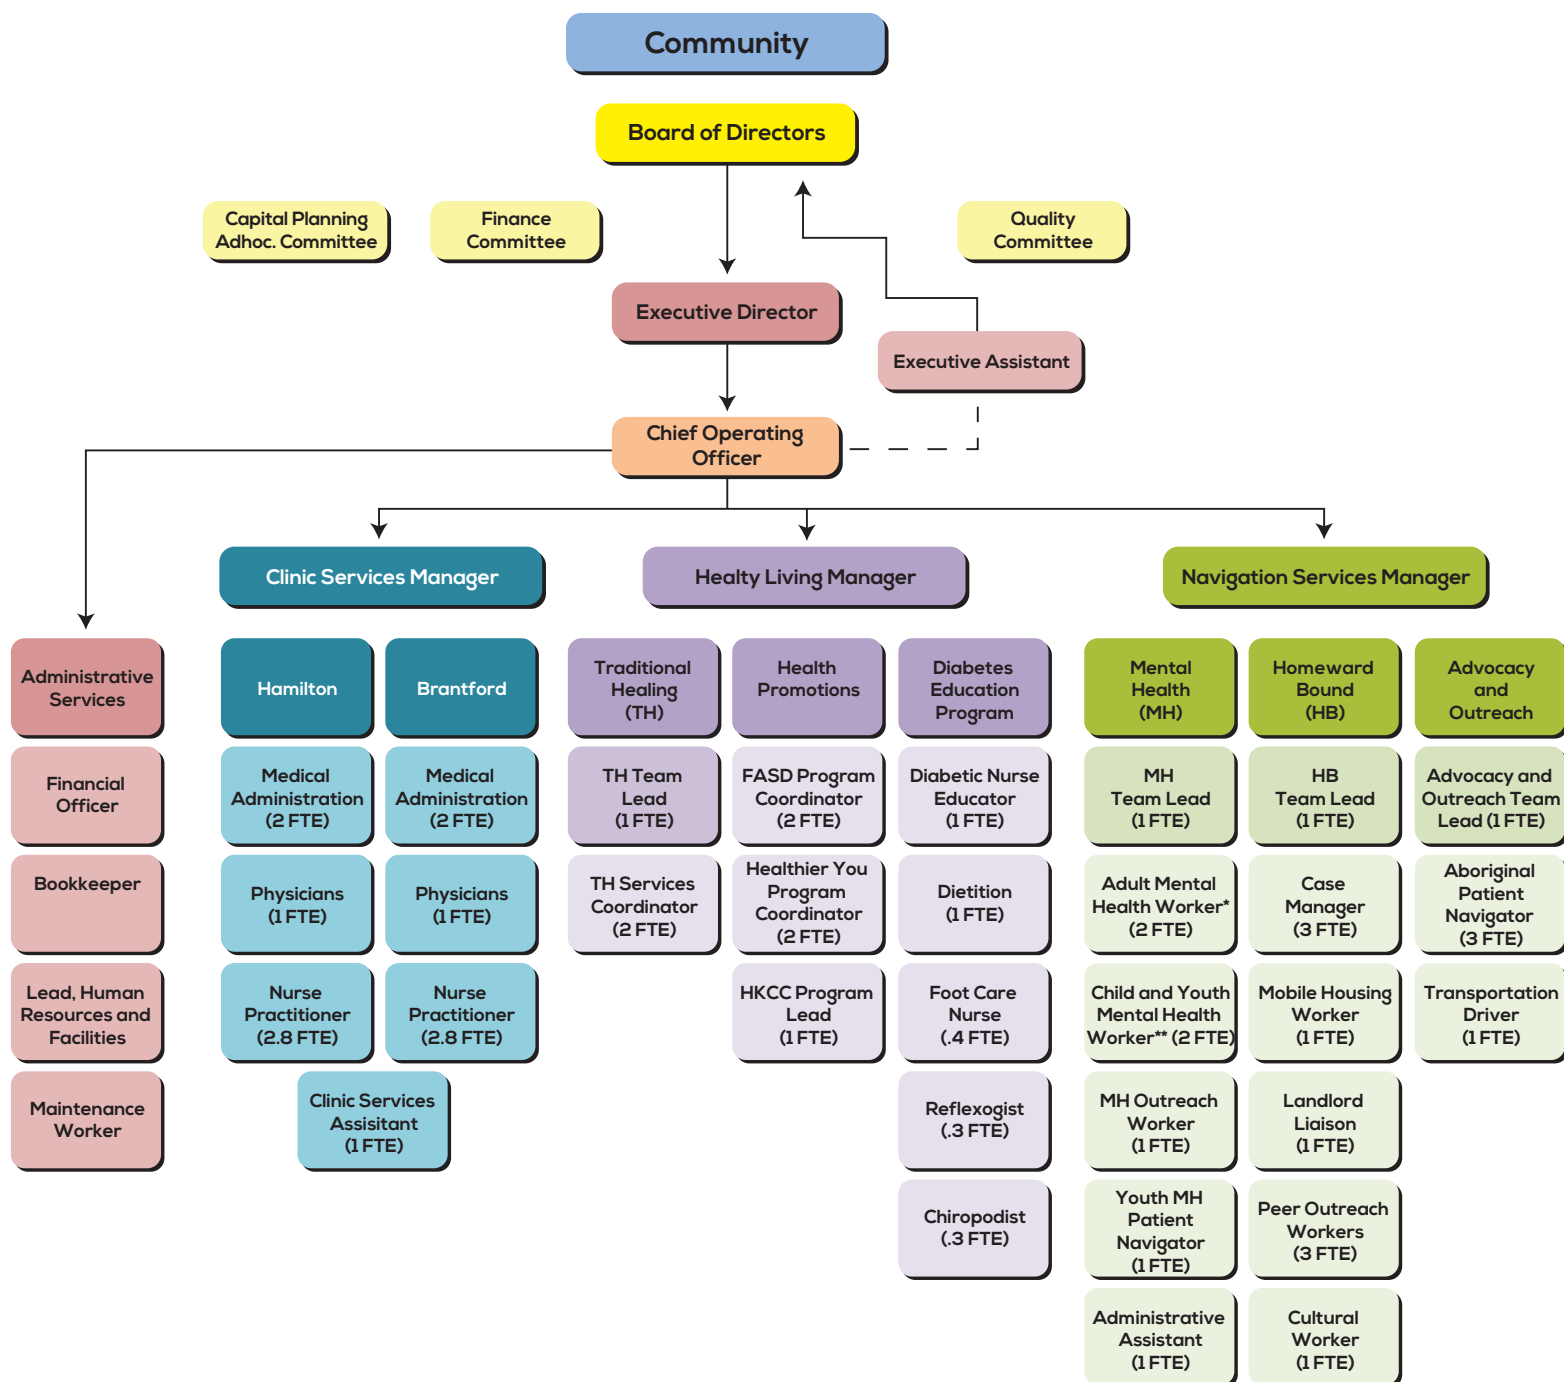 Community
Board of Directors
Capital Planning
Adhoc. Committee
Finance
Committee
Quality
Committee
Executive Director
Executive Assistant
Chief Operating
Officer
Clinic Services Manager
Healty Living Manager
Navigation Services Manager
Administrative
Services
Financial
Officer
Bookkeeper
Lead, Human
Resources and
Facilities
Maintenance
Worker
Hamilton
Medical
Administration
(2 FTE)
Physicians
(1 FTE)
Nurse
Practitioner
(2.8 FTE)
Brantford
Medical
Administration
(2 FTE)
Physicians
(1 FTE)
Nurse
Practitioner
(2.8 FTE)
Clinic Services
Assisitant
(1 FTE)
Traditional
Healing
(TH)
TH Team
Lead
(1 FTE)
TH Services
Coordinator
(2 FTE)
Health
Promotions
FASD Program
Coordinator
(2 FTE)
Healthier You
Program
Coordinator
(2 FTE)
HKCC Program
Lead
(1 FTE)
Diabetes
Education
Program
Diabetic Nurse
Educator
(1 FTE)
Dietition
(1 FTE)
Foot Care
Nurse
(.4 FTE)
Reflexogist
(.3 FTE)
Chiropodist
(.3 FTE)
Mental
Health
(MH)
MH
Team Lead
(1 FTE)
Adult Mental
Health Worker*
(2 FTE)
Child and Youth
Mental Health
Worker** (2 FTE)
MH Outreach
Worker
(1 FTE)
Youth MH
Patient
Navigator
(1 FTE)
Administrative
Assistant
(1 FTE)
Homeward
Bound
(HB)
HB
Team Lead
(1 FTE)
Case
Manager
(3 FTE)
Mobile Housing
Worker
(1 FTE)
Landlord
Liaison
(1 FTE)
Peer Outreach
Workers
(3 FTE)
Cultural
Worker
(1 FTE)
Advocacy
and
Outreach
Advocacy and
Outreach Team
Lead (1 FTE)
Aboriginal
Patient
Navigator
(3 FTE)
Transportation
Driver
(1 FTE)